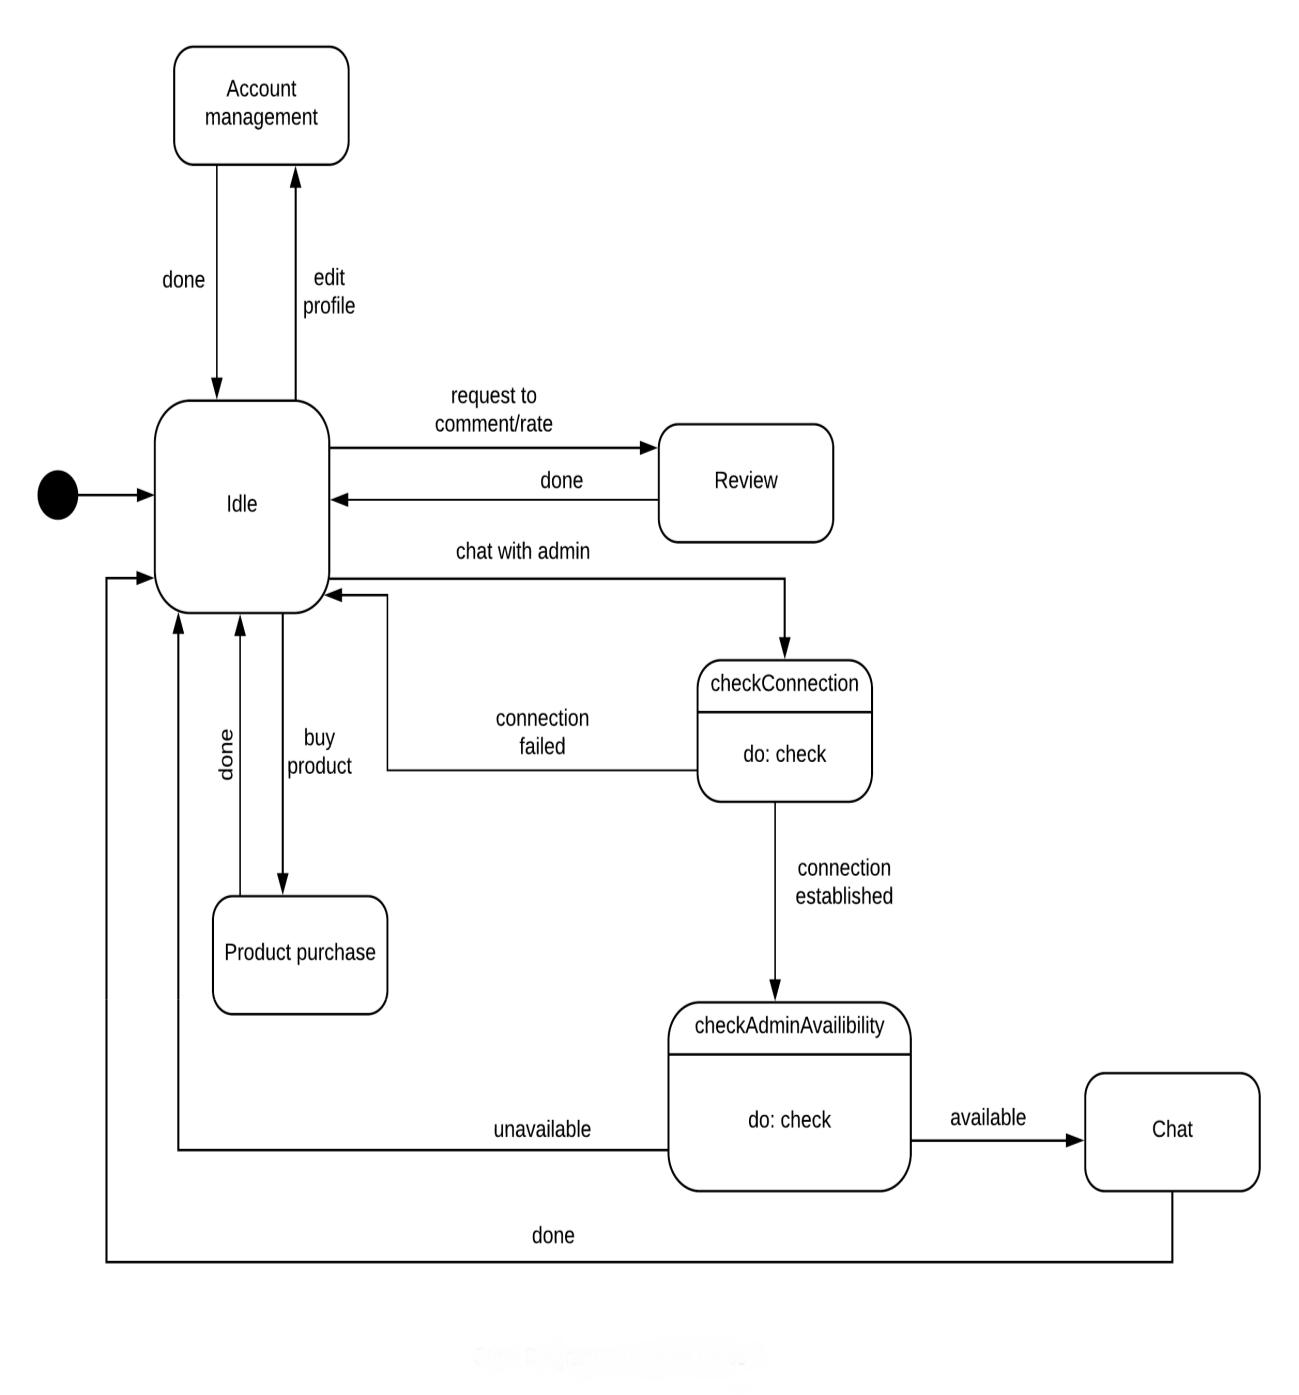 Account
management
done
edit
profile
request to
comment/rate
Idle
done
Review
chat with admin
checkConnection
do: check
connection
failed
done
buy
product
connection
established
Product purchase
checkAdminAvailibility
do: check
available
Chat
unavailable
done